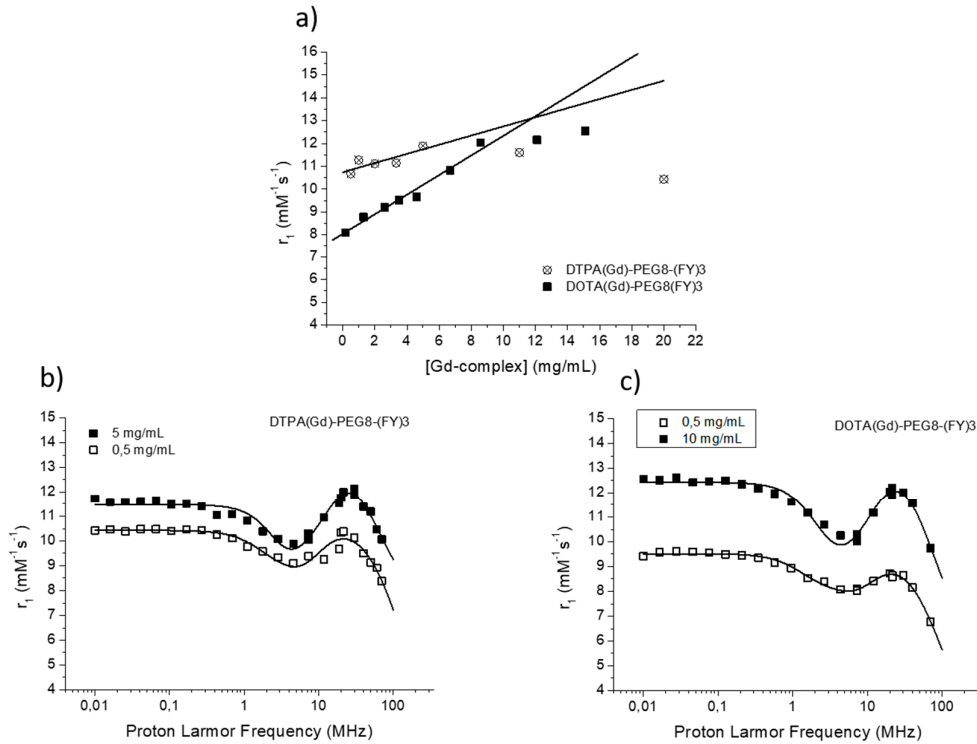 a)
16
15
14
13
12
11
10
9
8
7
6
5
4
r1 (mM-1s-1)
0 2 4 6 8 10 12 14 16 18 20 22
[Gd-complex] (mg/mL)
DTPA(Gd)-PEG8-(FY)3
DOTA(Gd)-PEG8(FY)3
b)
15
14
13
12
11
10
9
8
7
6
5
4
r1 (mM-1s-1)
5 mg/mL
0,5 mg/mL
DTPA(Gd)-PEG8-(FY)3
0,01 0,1 1 10 100
Proton Larmor Frequency (MHz)
c)
15
14
13
12
11
10
9
8
7
6
5
4
r1 (mM-1s-1)
0,5 mg/mL
10 mg/mL
DOTA(Gd)-PEG8-(FY)3
0,01 0,1 1 10 100
Proton Larmor Frequency (MHz)